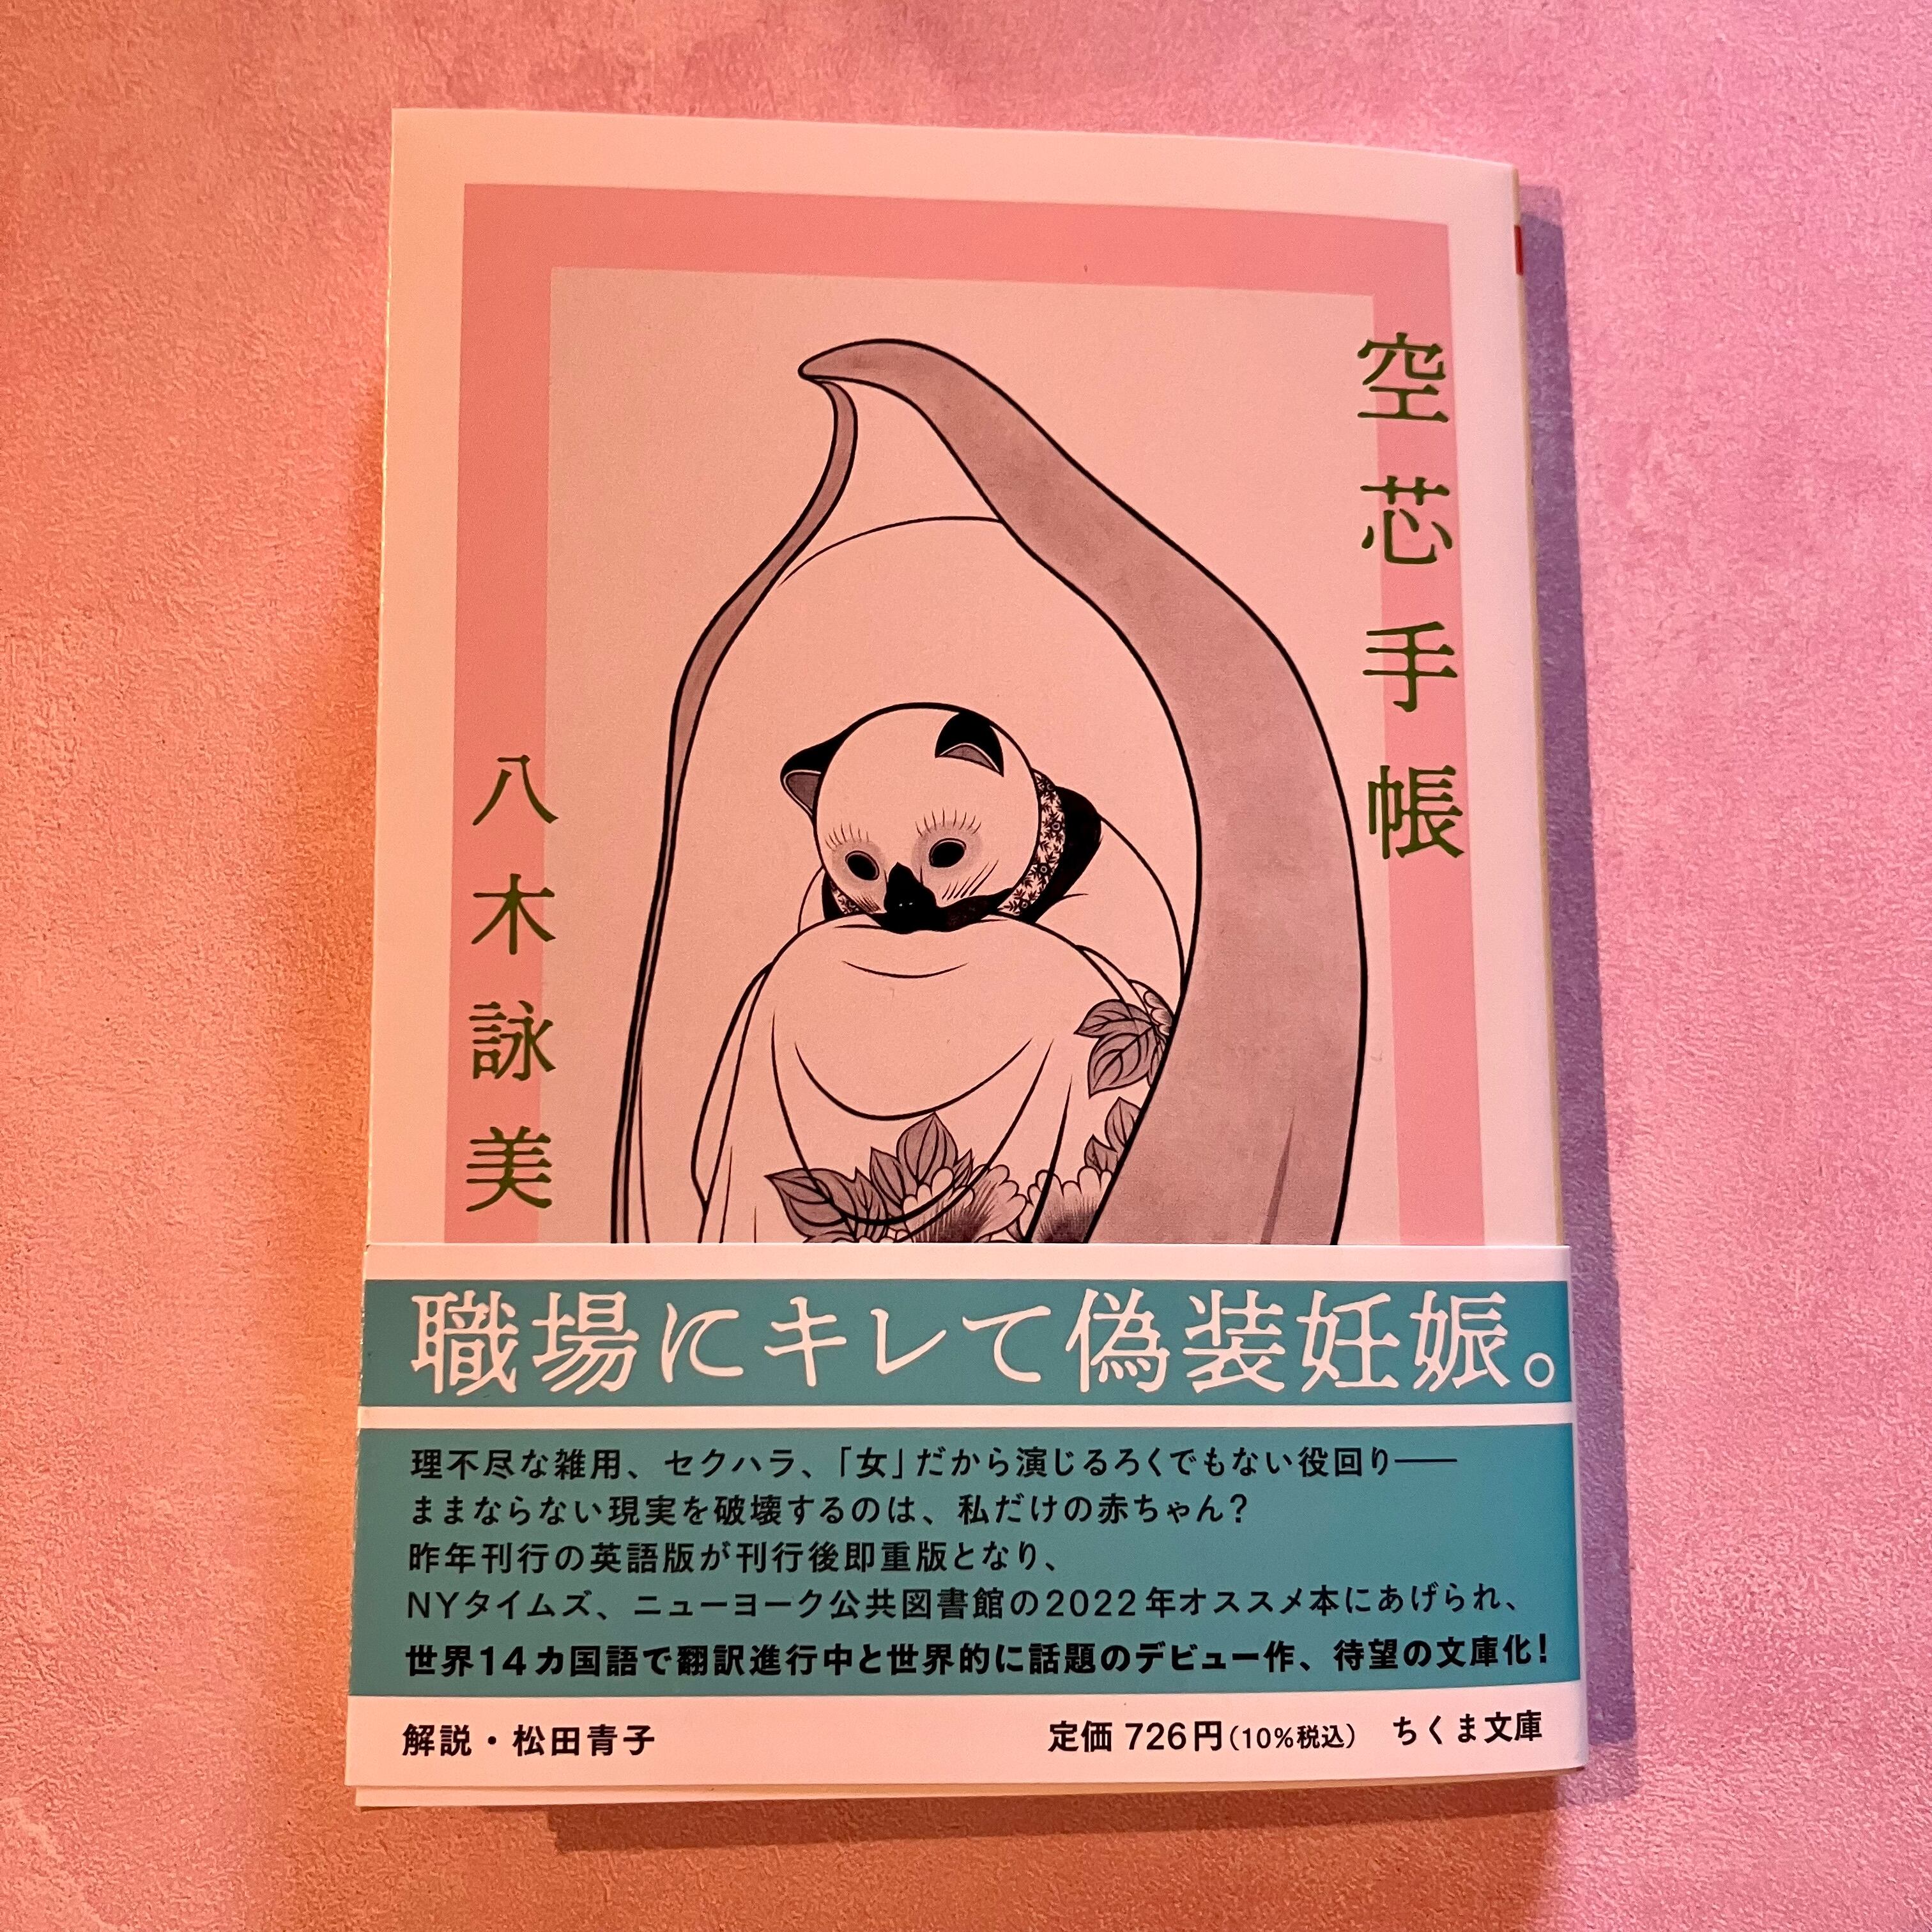 空芯手帳
八木詠美
職場にキレて偽装妊娠。
理不尽な雑用、セクハラ、「女」だから演じるろくでもない役回り——
ままならない現実を破壊するのは、私だけの赤ちゃん？
昨年刊行の英語版が刊行後即重版となり、
NYタイムズ、ニューヨーク公共図書館の2022年オススメ本にあげられ、
世界14カ国語で翻訳進行中と世界的に話題のデビュー作、待望の文庫化！
解説・松田青子
定価 726円（10%税込） ちくま文庫